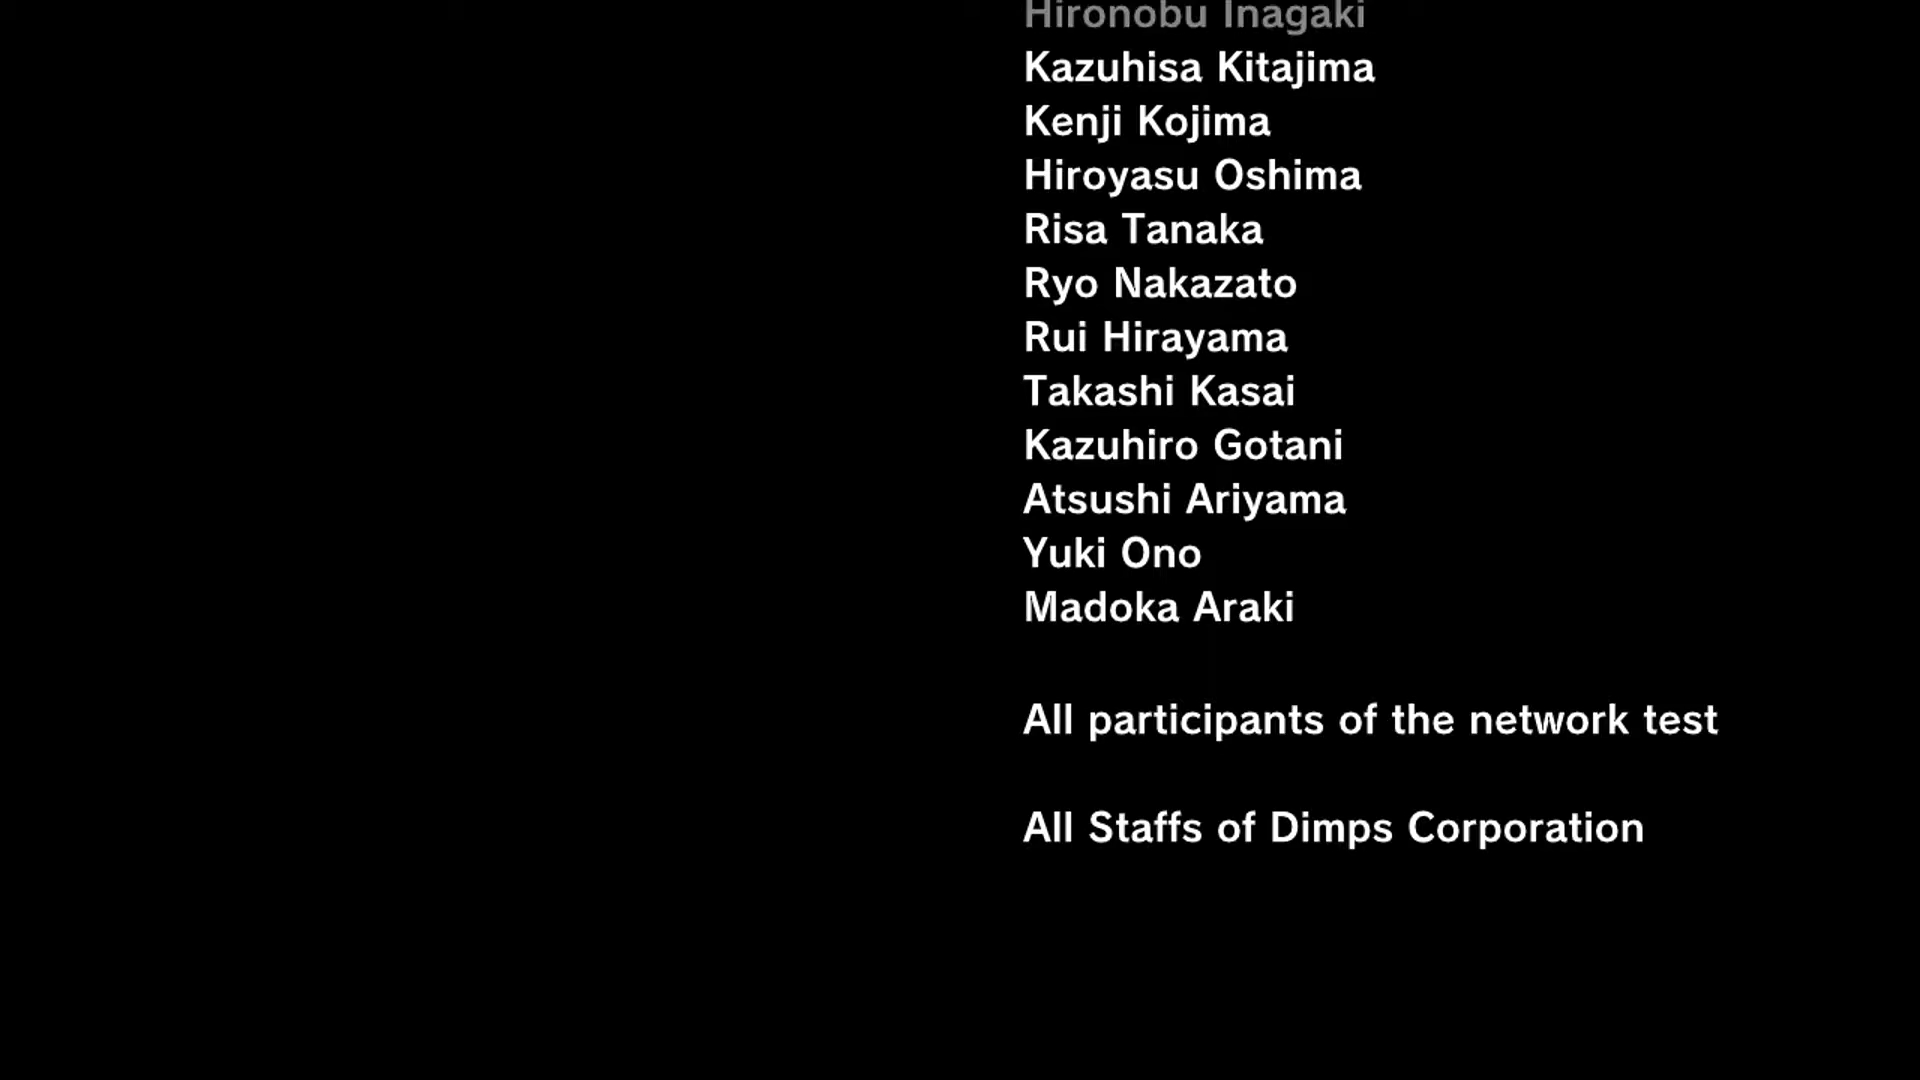 Hironobu Inagaki
Kazuhisa Kitajima
Kenji Kojima
Hiroyasu Oshima
Risa Tanaka
Ryo Nakazato
Rui Hirayama
Takashi Kasai
Kazuhiro Gotani
Atsushi Ariyama
Yuki Ono
Madoka Araki
All participants of the network test
All Staffs of Dimps Corporation